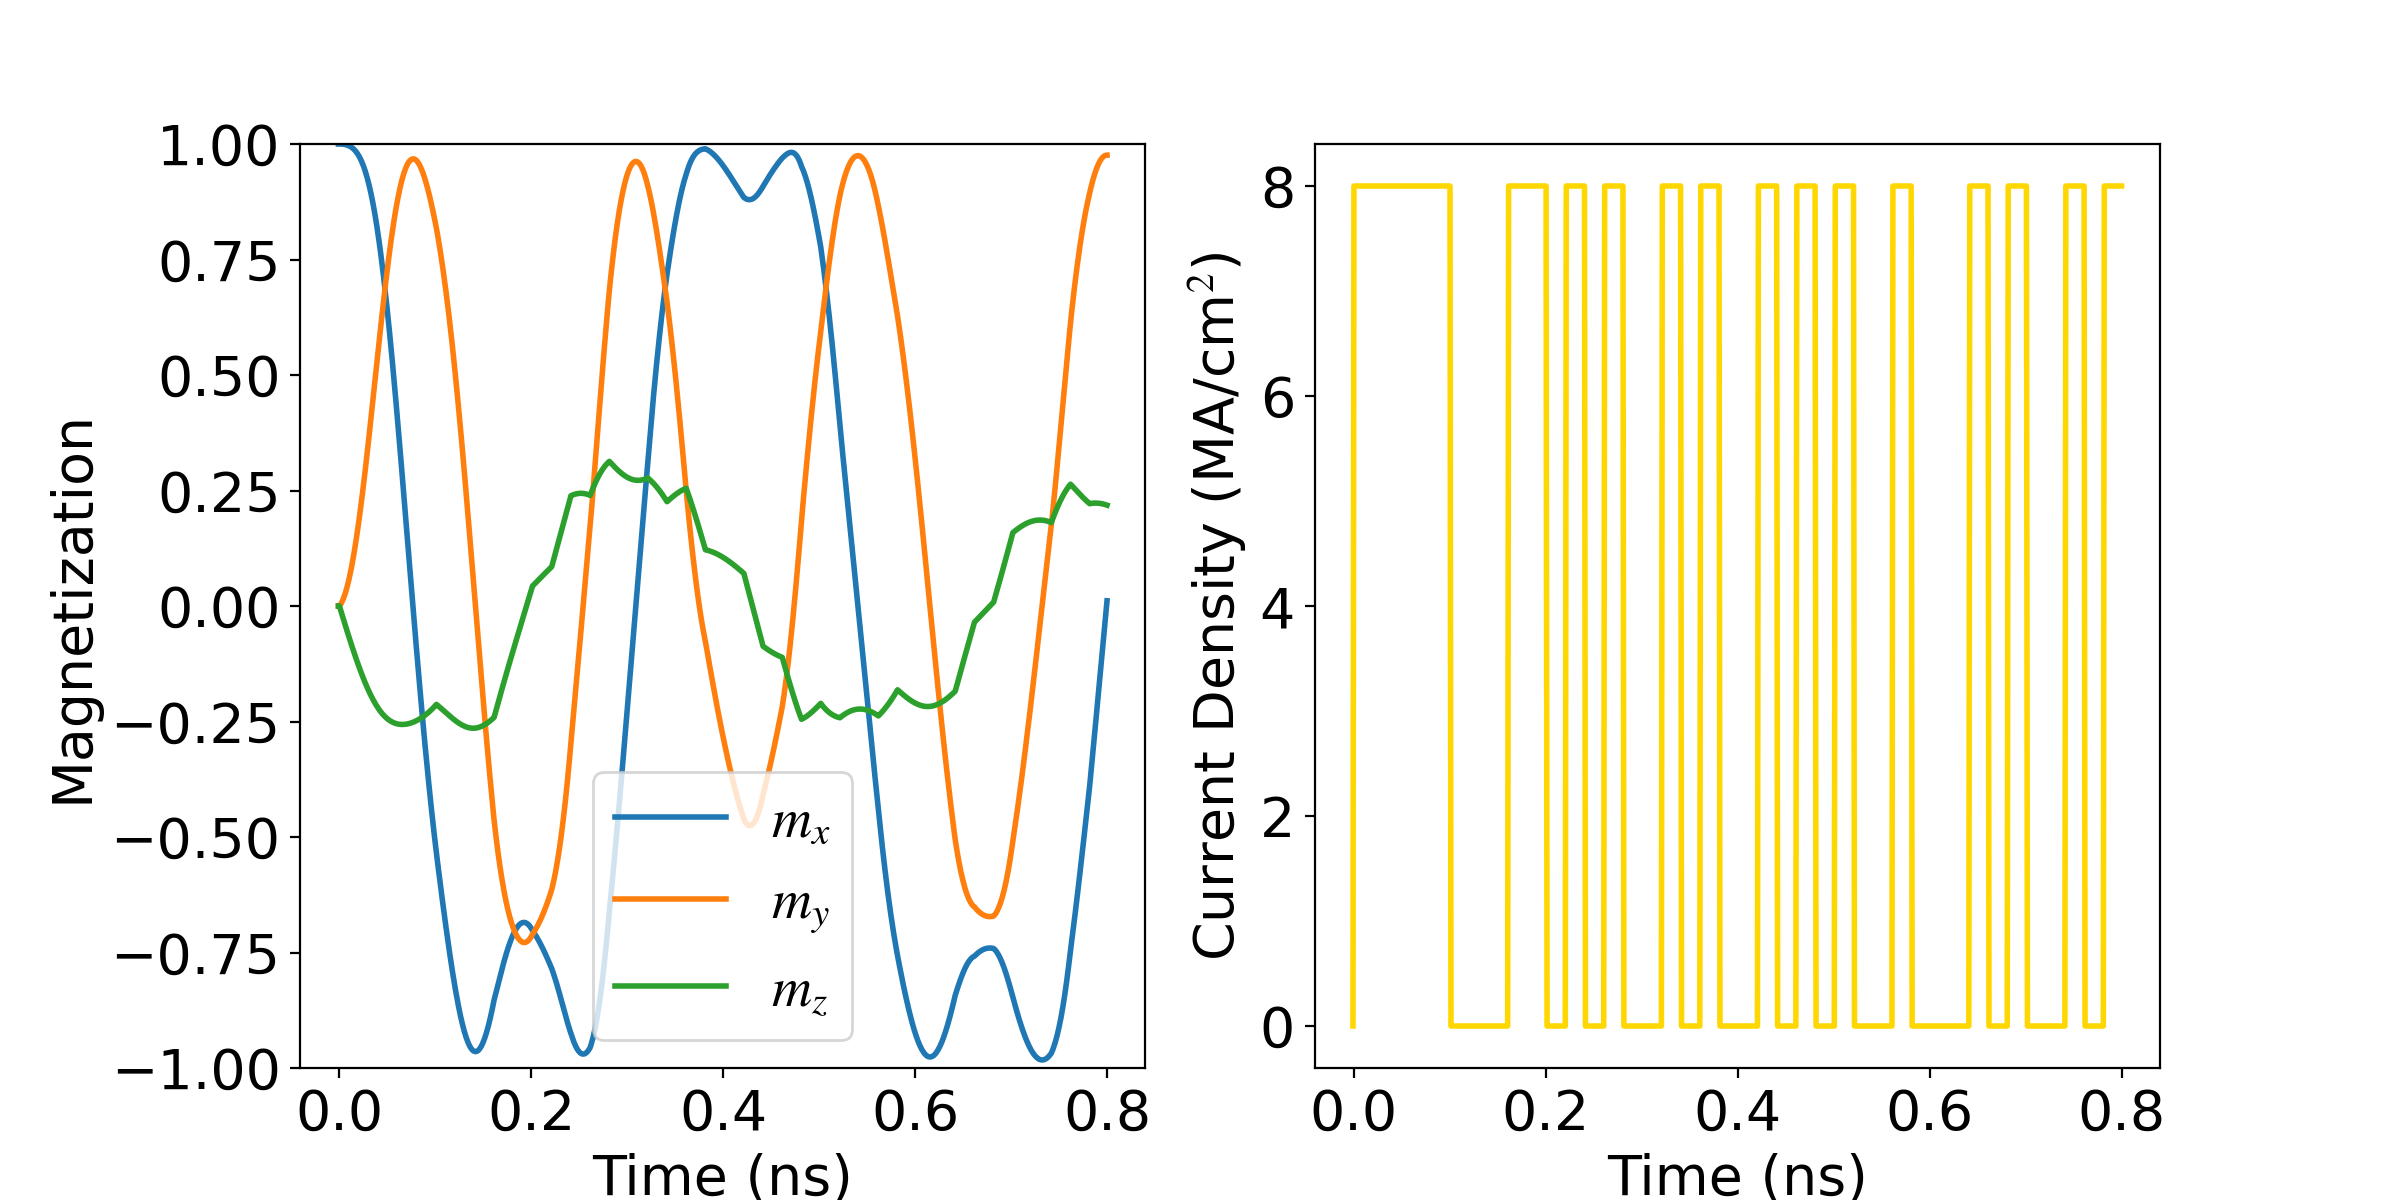 1.00
0.75
0.50
0.25
0.00
−0.25
−0.50
−0.75
−1.00
Magnetization
0.0 0.2 0.4 0.6 0.8
Time (ns)
m_x
m_y
m_z
8
6
4
2
0
Current Density (MA/cm²)
0.0 0.2 0.4 0.6 0.8
Time (ns)